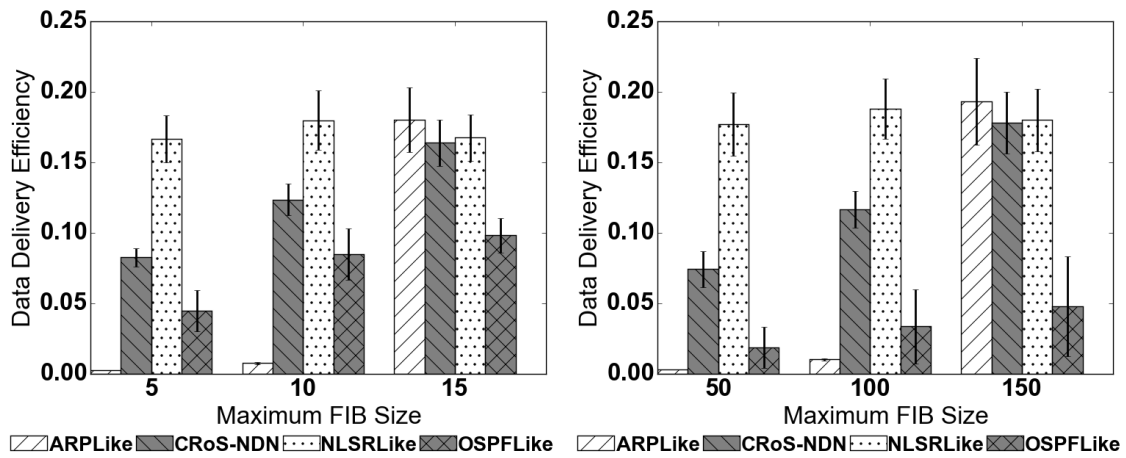 0.25
0.20
0.15
0.10
0.05
0.00
Data Delivery Efficiency
5 10 15
Maximum FIB Size
ARPLike CRoS-NDN NLSRLike OSPFLike
0.25
0.20
0.15
0.10
0.05
0.00
Data Delivery Efficiency
50 100 150
Maximum FIB Size
ARPLike CRoS-NDN NLSRLike OSPFLike